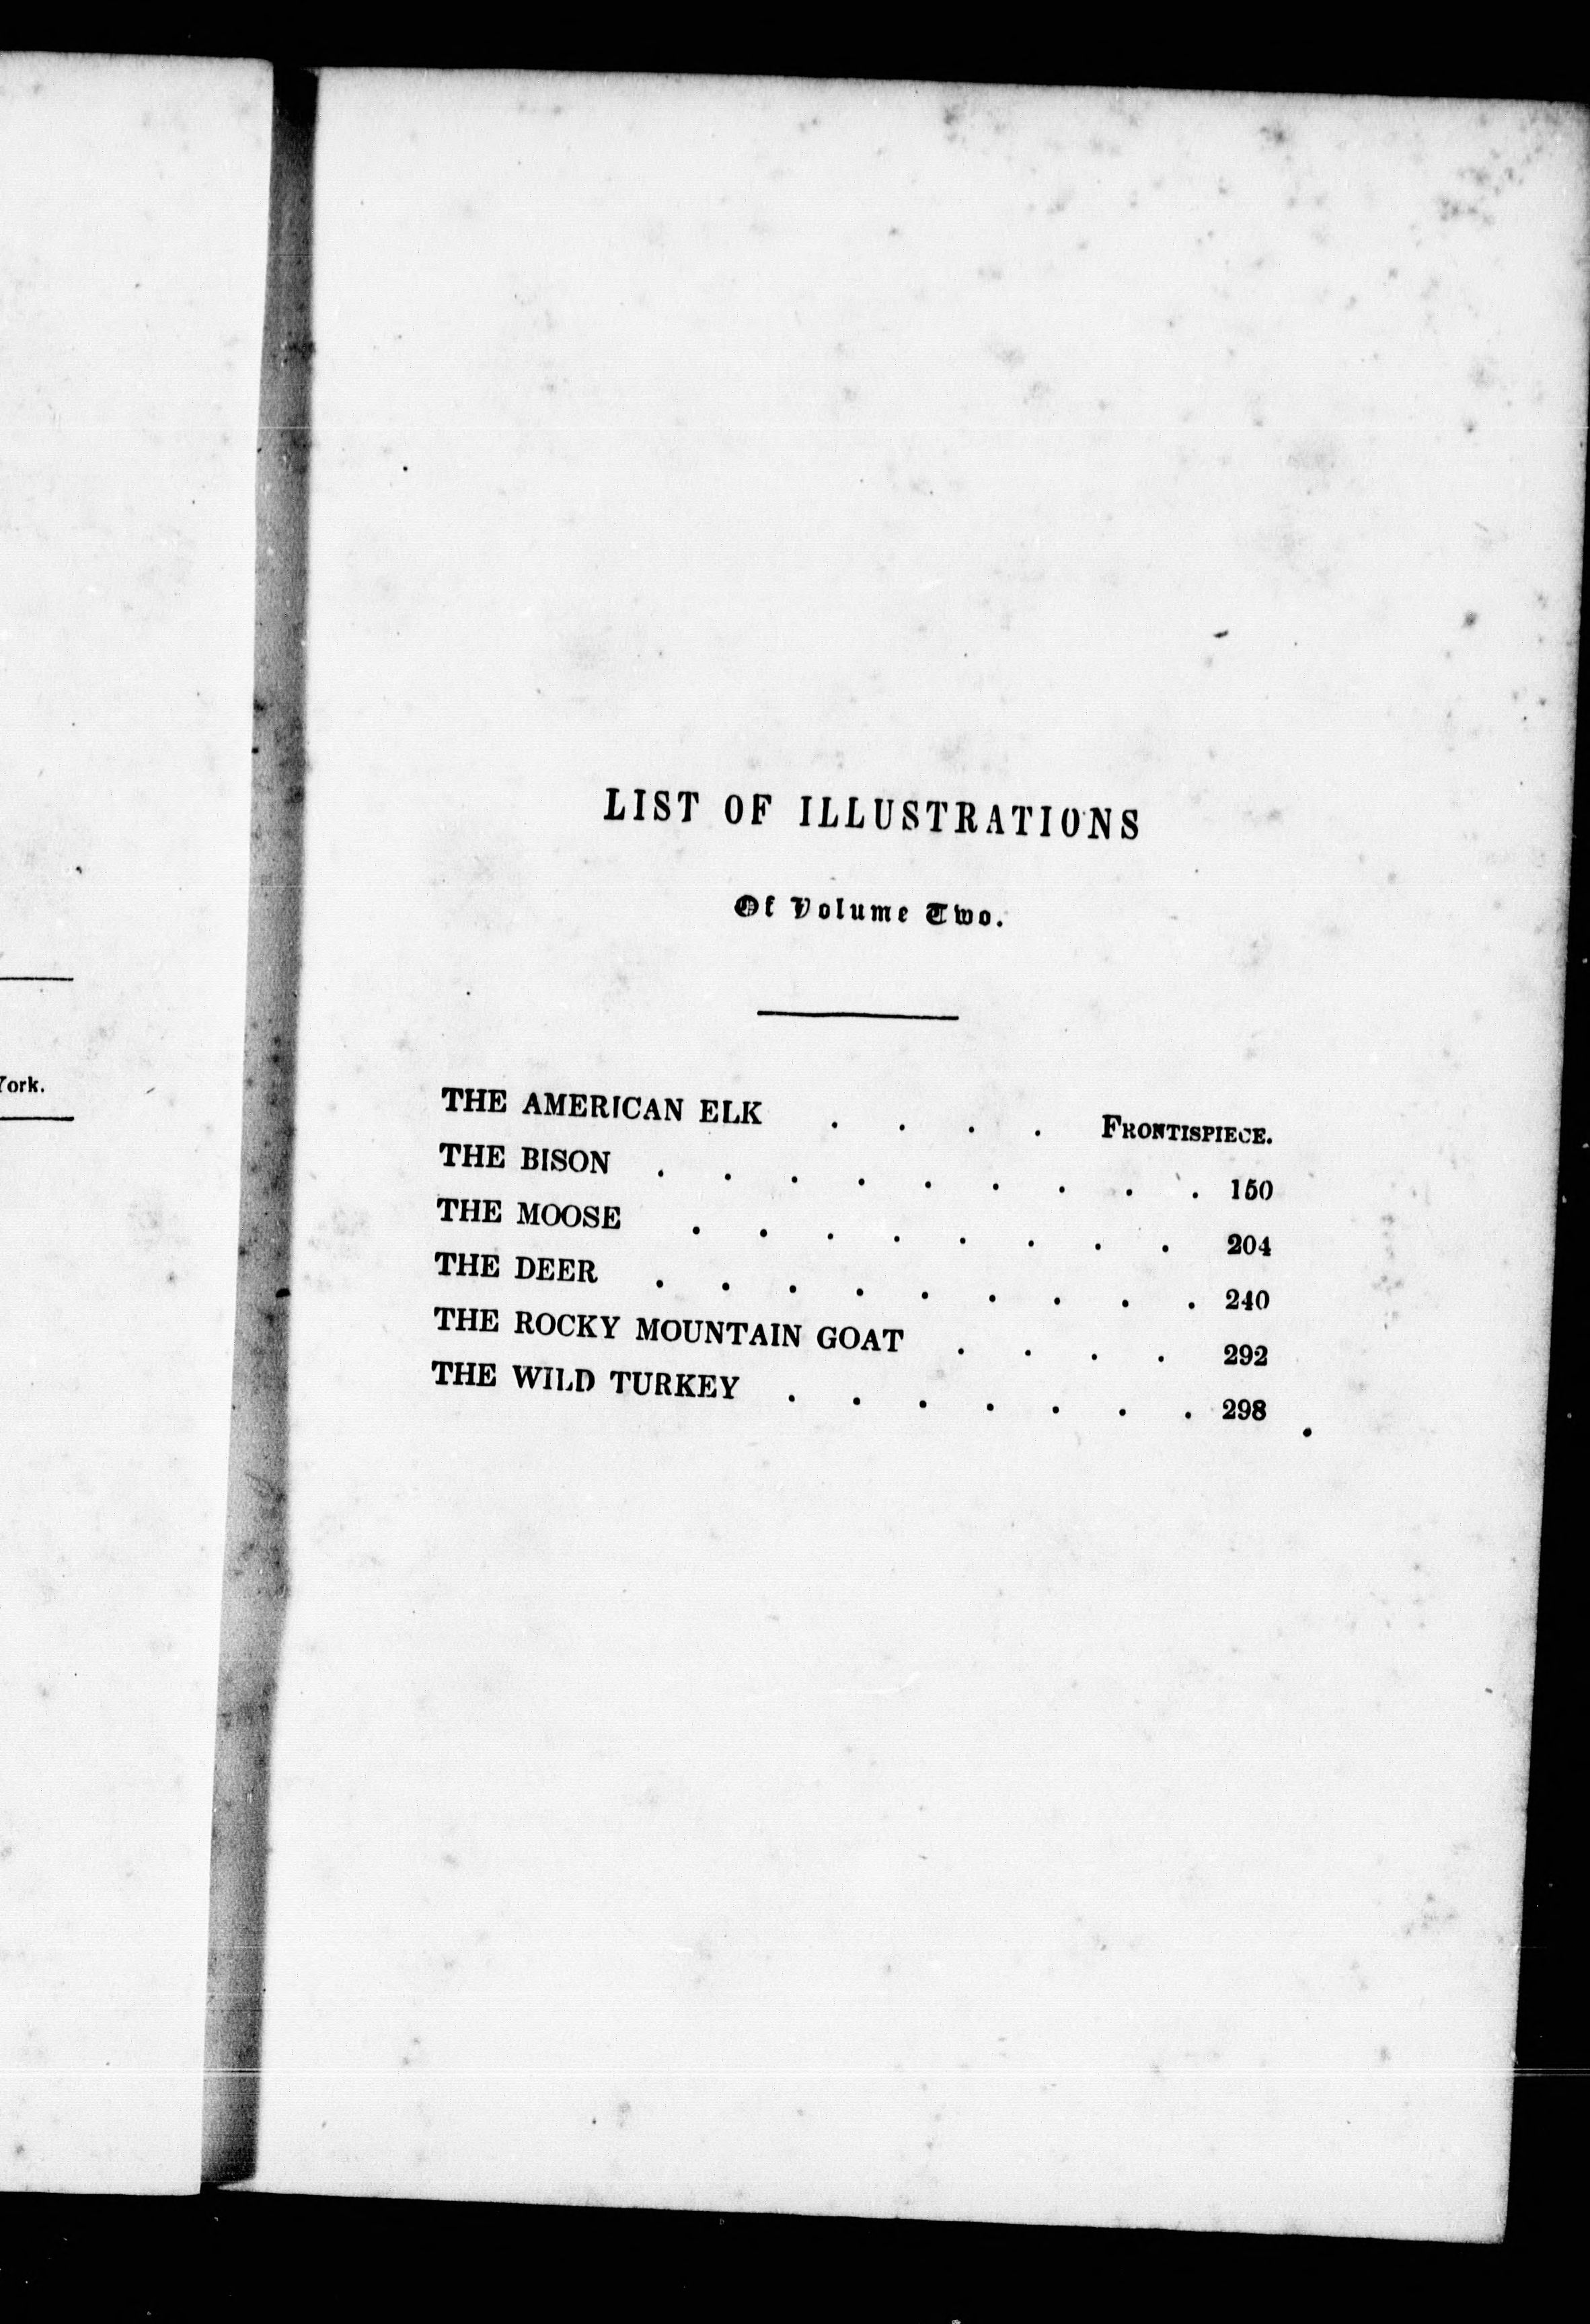 York.
LIST OF ILLUSTRATIONS
Of Volume Two.
THE AMERICAN ELK . . . . FRONTISPIECE.
THE BISON . . . . . . . . . 150
THE MOOSE . . . . . . . . 204
THE DEER . . . . . . . . . 240
THE ROCKY MOUNTAIN GOAT . . . . 292
THE WILD TURKEY . . . . . . . 298